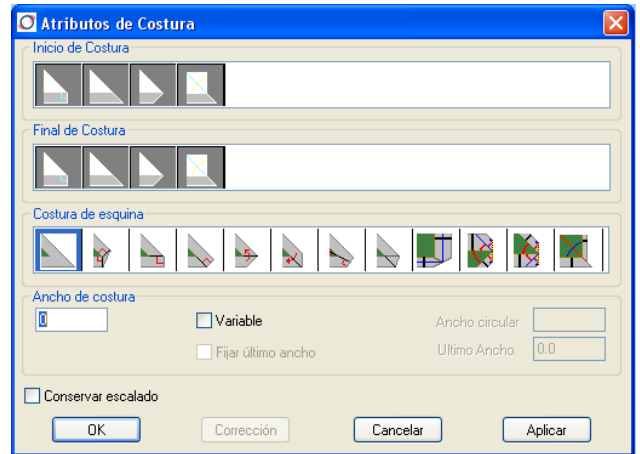 Atributos de Costura
Inicio de Costura
Final de Costura
Costura de esquina
Ancho de costura
0
Variable
Ancho circular
Fijar último ancho
Ultimo Ancho
0.0
Conservar escalado
OK
Corrección
Cancelar
Aplicar